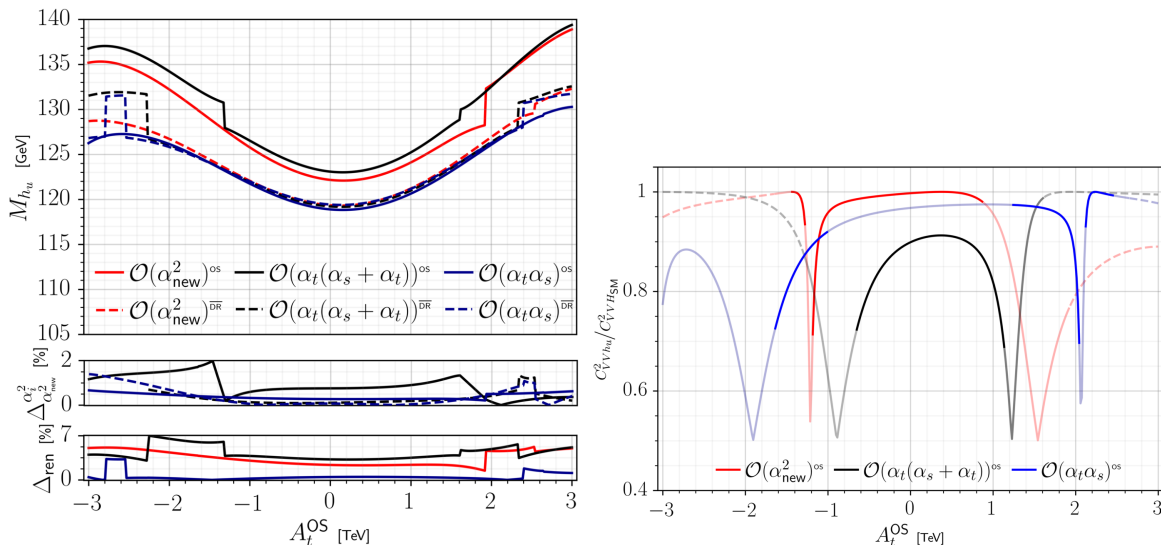 140
135
130
125
120
115
110
105
M_{h_u} [GeV]
O(α²_new)^OS O(α_t(α_s + α_t))^OS O(α_tα_s)^OS
O(α²_new)^DR̅ O(α_t(α_s + α_t))^DR̅ O(α_tα_s)^DR̅
2
0
Δ^{α_i²}_{α²_new} [%]
7
0
Δ_ren [%]
−3 −2 −1 0 1 2 3
A_t^OS [TeV]
1
0.8
0.6
0.4
C²_{VVh_u}/C²_{VVH_SM}
O(α²_new)^OS O(α_t(α_s + α_t))^OS O(α_tα_s)^OS
−3 −2 −1 0 1 2 3
A_t^OS [TeV]